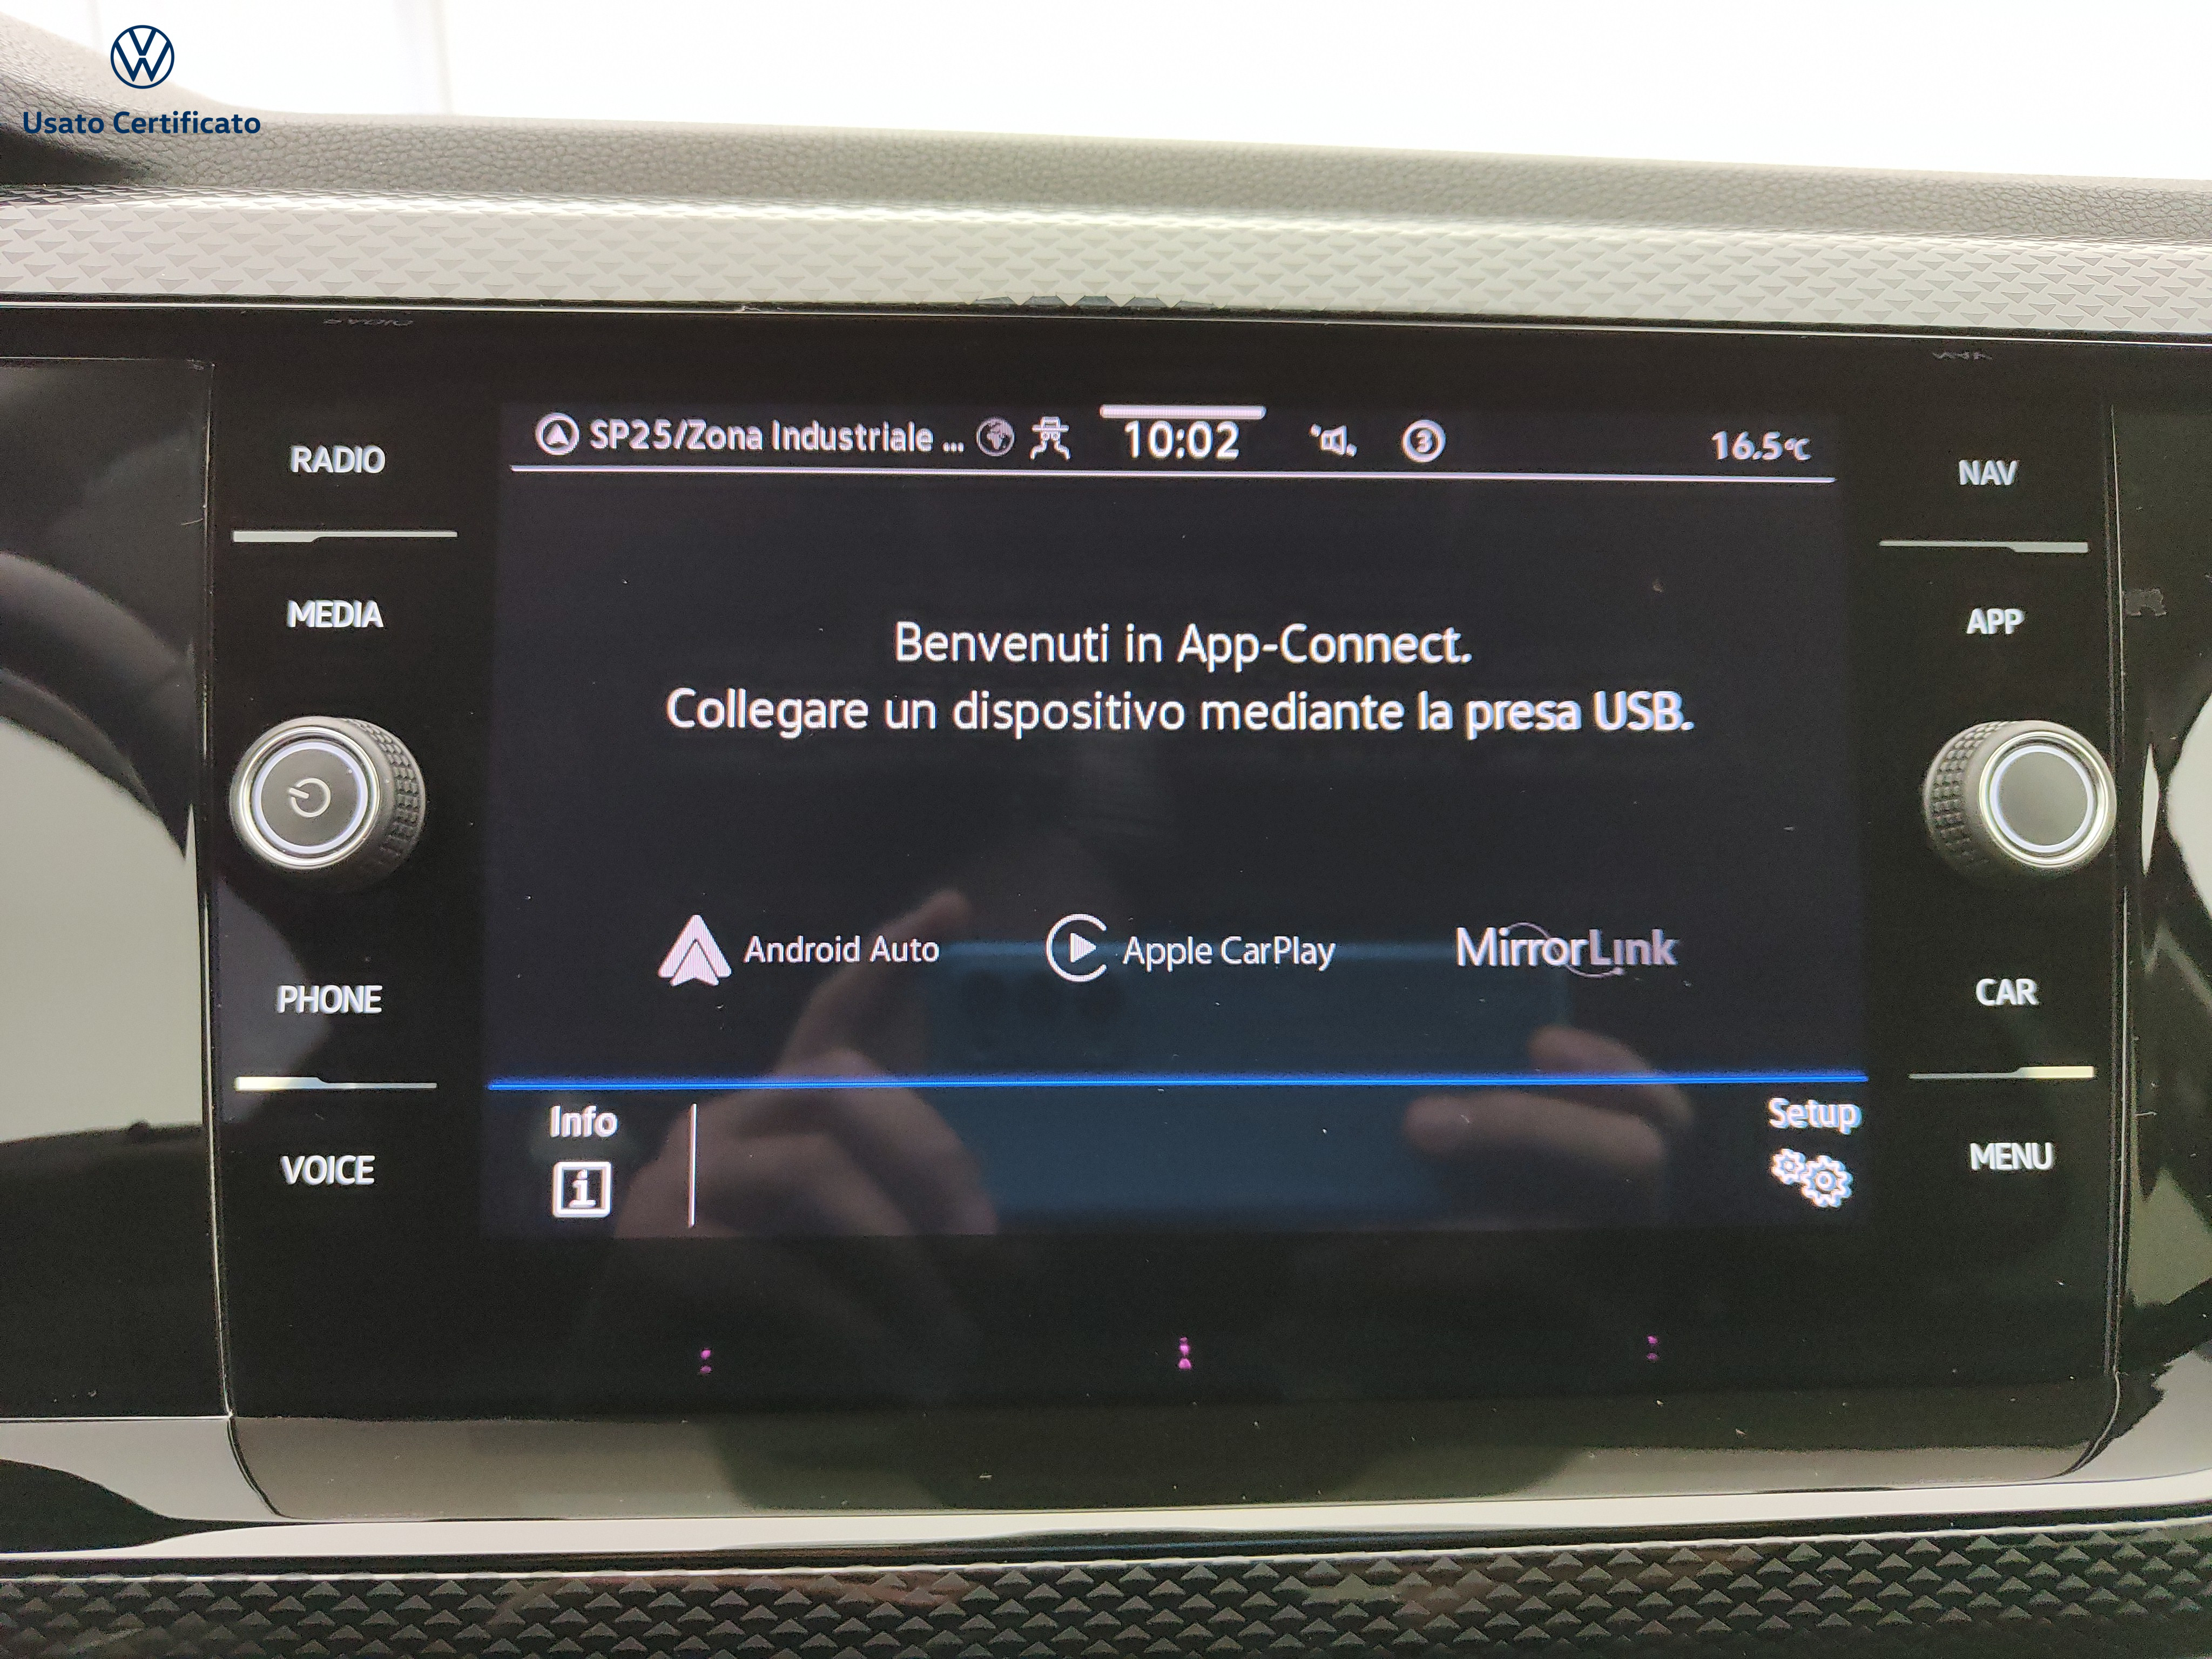 Usato Certificato
SP25/Zona Industriale ... 10:02 3 16.5°C
RADIO
MEDIA
PHONE
VOICE
Benvenuti in App-Connect.
Collegare un dispositivo mediante la presa USB.
Android Auto Apple CarPlay MirrorLink
Info
Setup
NAV
APP
CAR
MENU